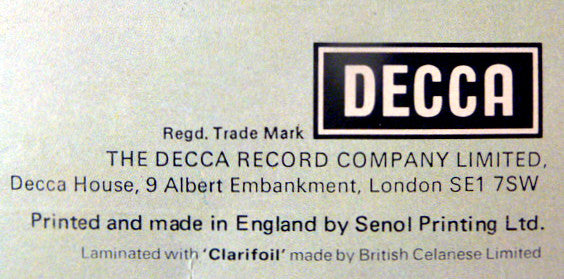 DECCA
Regd. Trade Mark
THE DECCA RECORD COMPANY LIMITED,
Decca House, 9 Albert Embankment, London SE1 7SW
Printed and made in England by Senol Printing Ltd.
Laminated with 'Clarifoil' made by British Celanese Limited